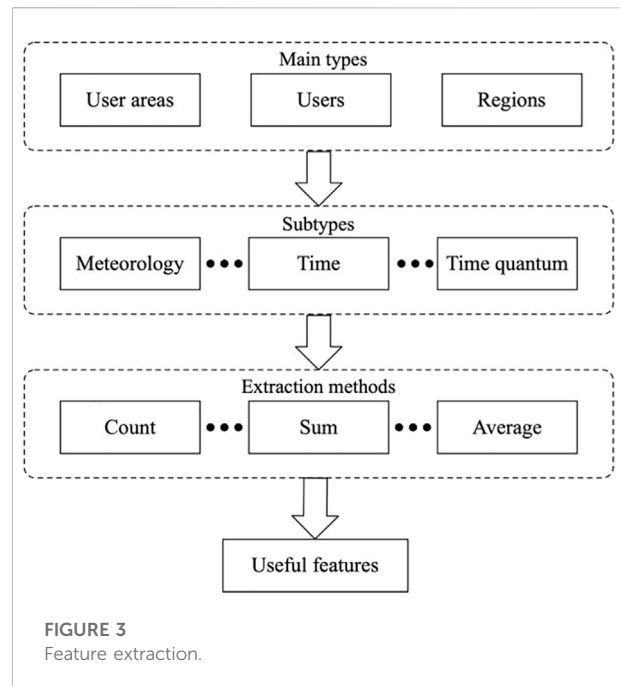 Main types
User areas
Users
Regions
Subtypes
Meteorology
Time
Time quantum
Extraction methods
Count
Sum
Average
Useful features
FIGURE 3
Feature extraction.